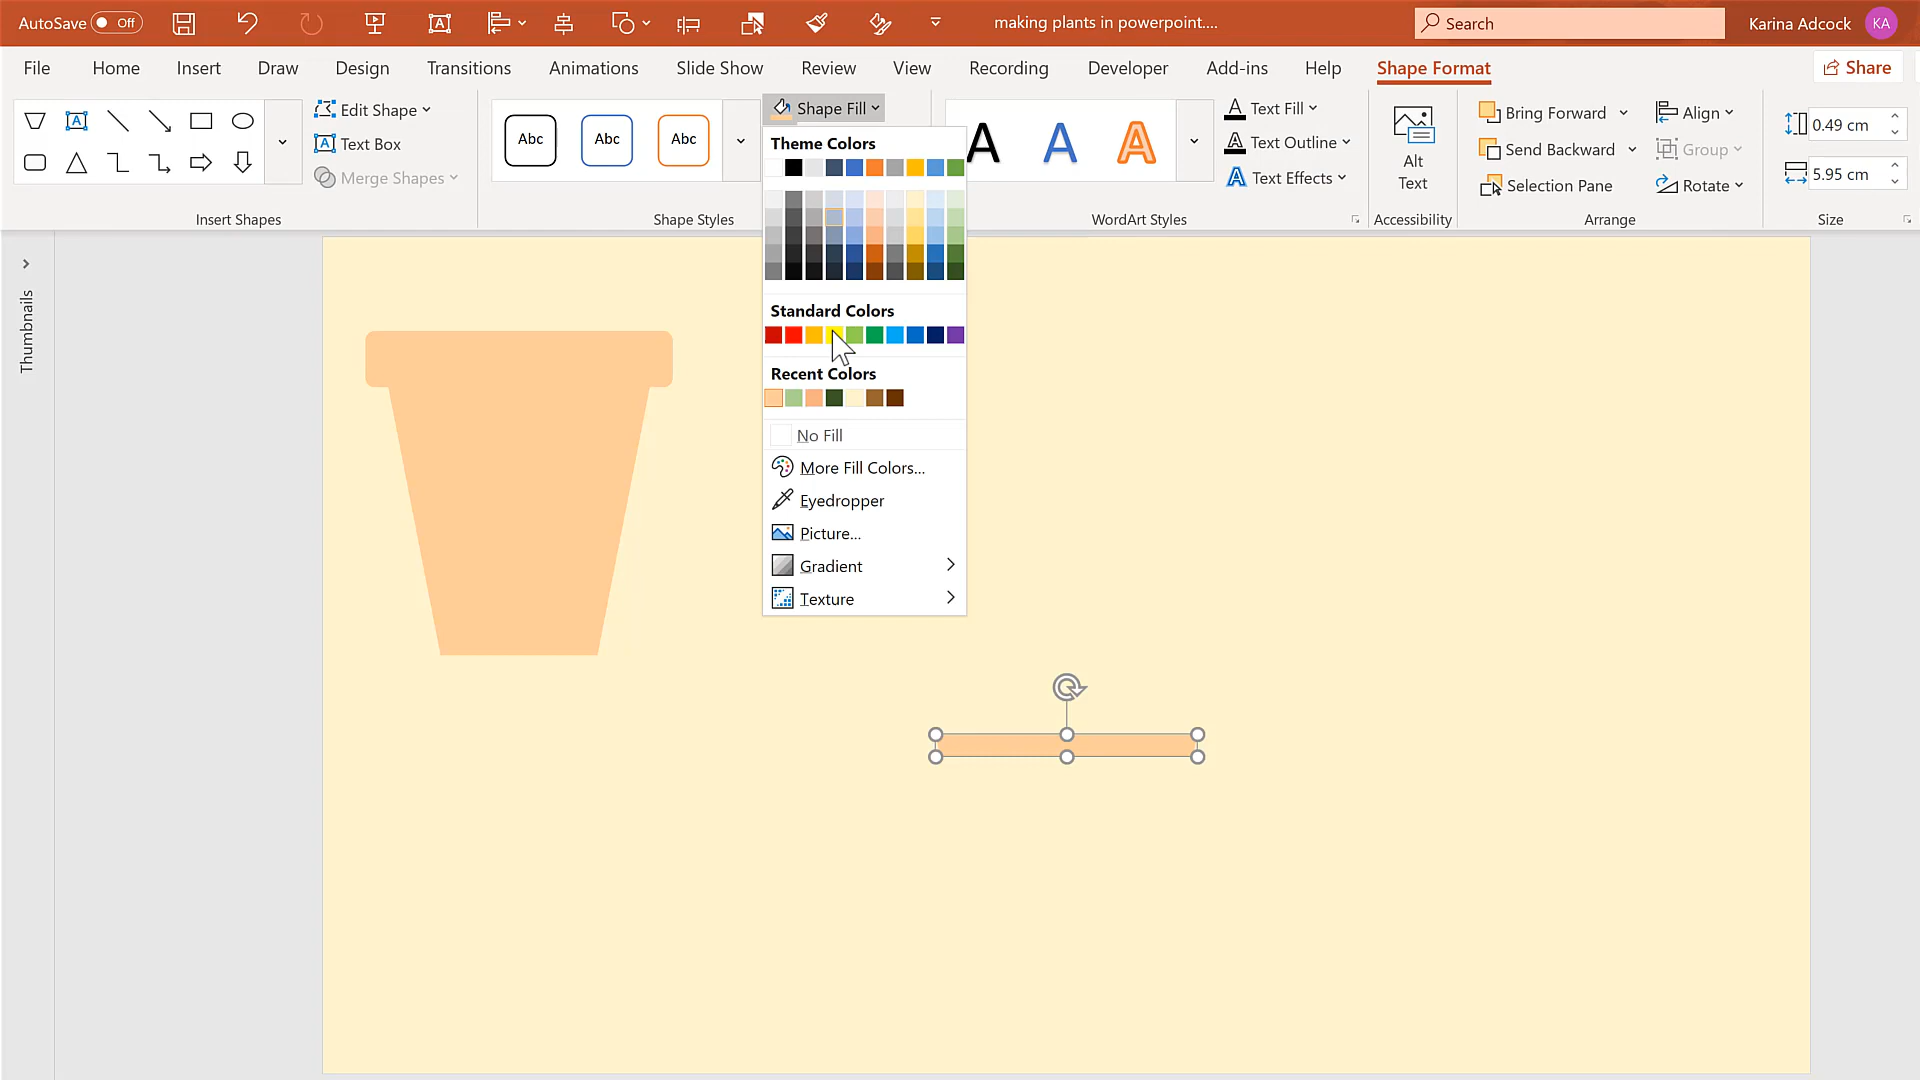 AutoSave Off
making plants in powerpoint....
Search
Karina Adcock KA
File Home Insert Draw Design Transitions Animations Slide Show Review View Recording Developer Add-ins Help Shape Format
Share
Edit Shape
Text Box
Merge Shapes
Insert Shapes
Abc Abc Abc
Shape Styles
Shape Fill
Theme Colors
Standard Colors
Recent Colors
No Fill
More Fill Colors...
Eyedropper
Picture...
Gradient
Texture
A A A
Text Fill
Text Outline
Text Effects
WordArt Styles
Alt
Text
Accessibility
Bring Forward
Send Backward
Selection Pane
Align
Group
Rotate
Arrange
0.49 cm
5.95 cm
Size
Thumbnails